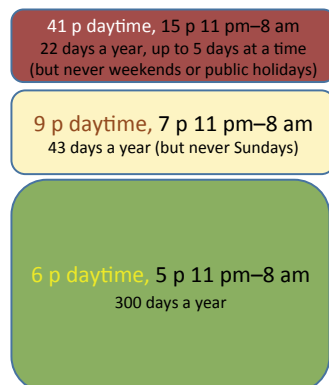 41 p daytime, 15 p 11 pm–8 am
22 days a year, up to 5 days at a time
(but never weekends or public holidays)
9 p daytime, 7 p 11 pm–8 am
43 days a year (but never Sundays)
6 p daytime, 5 p 11 pm–8 am
300 days a year